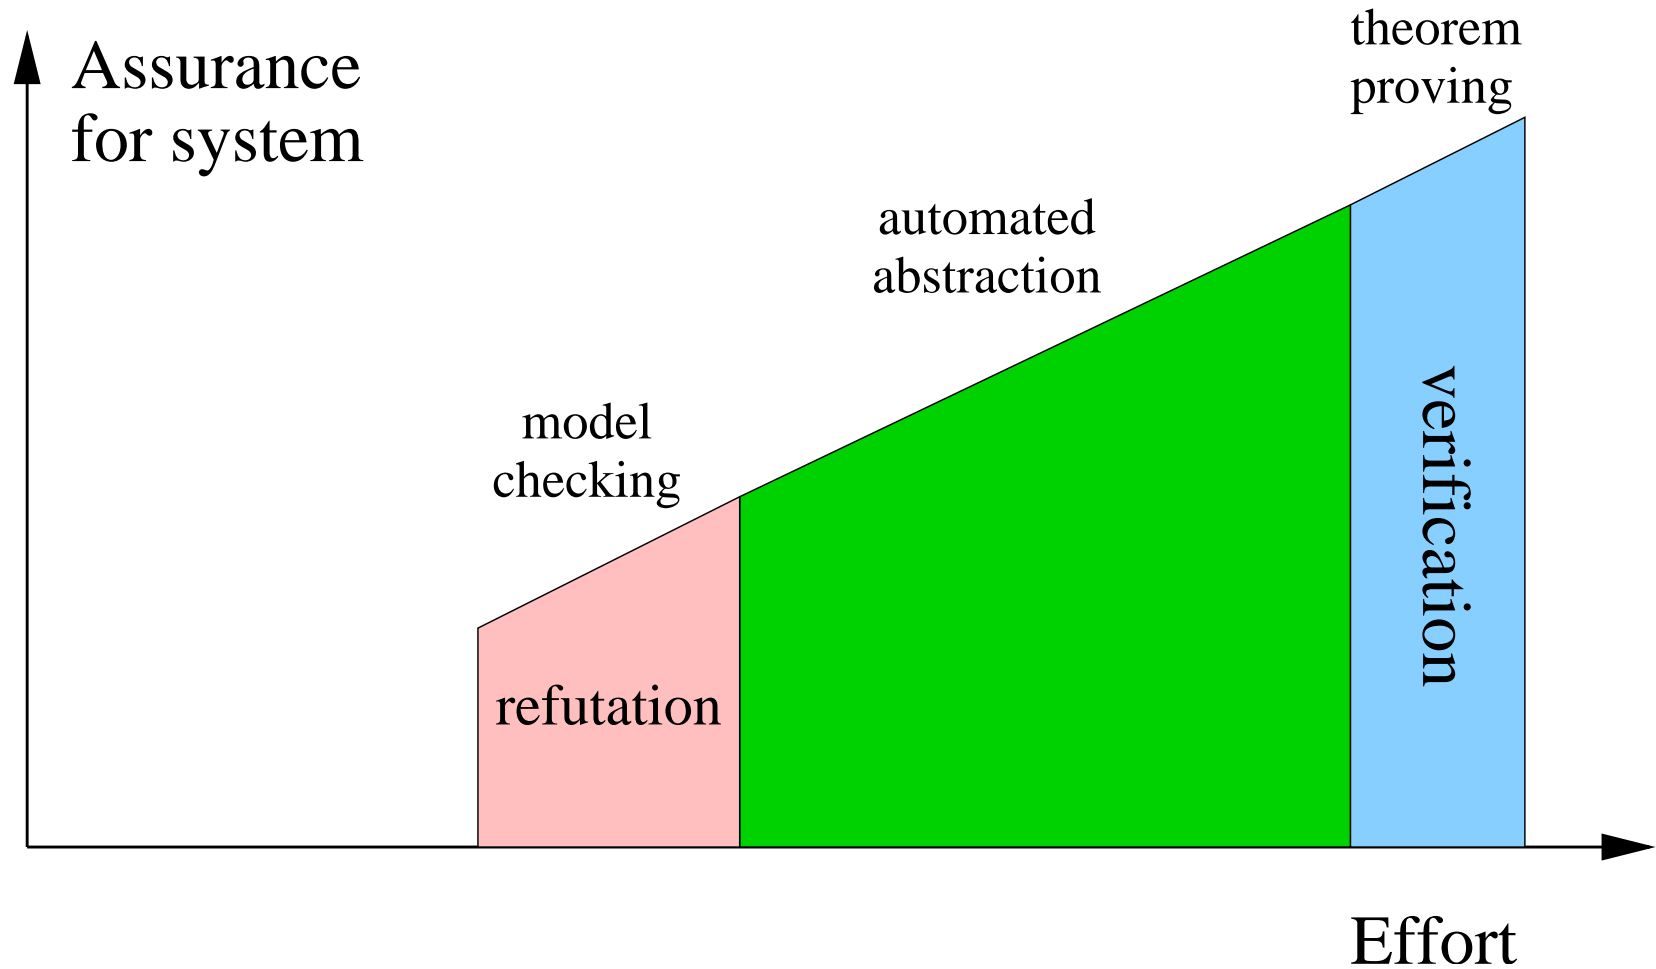 theorem
proving
Assurance
for system
automated
abstraction
model
checking
verification
refutation
Effort